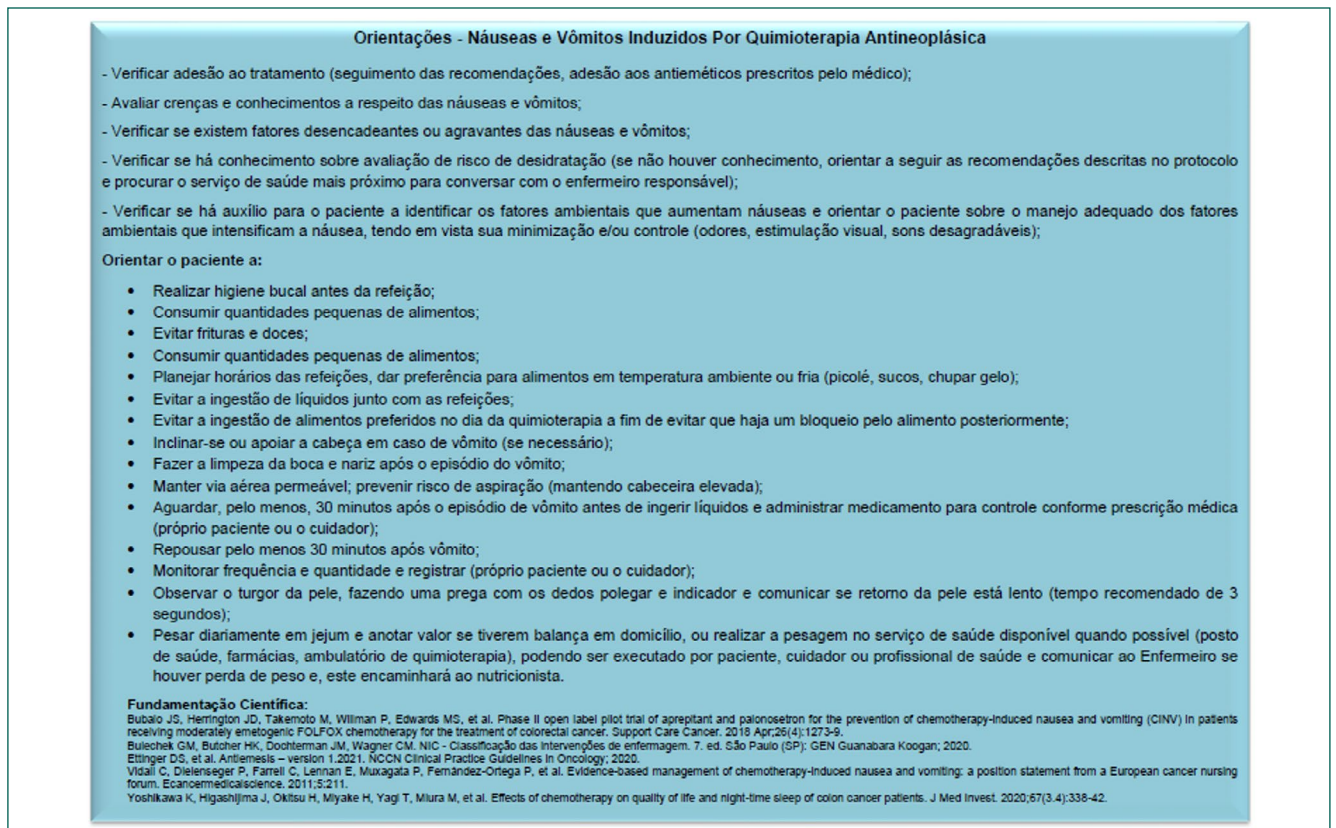 Orientações - Náuseas e Vômitos Induzidos Por Quimioterapia Antineoplásica
- Verificar adesão ao tratamento (seguimento das recomendações, adesão aos antieméticos prescritos pelo médico);
- Avaliar crenças e conhecimentos a respeito das náuseas e vômitos;
- Verificar se existem fatores desencadeantes ou agravantes das náuseas e vômitos;
- Verificar se há conhecimento sobre avaliação de risco de desidratação (se não houver conhecimento, orientar a seguir as recomendações descritas no protocolo
e procurar o serviço de saúde mais próximo para conversar com o enfermeiro responsável);
- Verificar se há auxílio para o paciente a identificar os fatores ambientais que aumentam náuseas e orientar o paciente sobre o manejo adequado dos fatores
ambientais que intensificam a náusea, tendo em vista sua minimização e/ou controle (odores, estimulação visual, sons desagradáveis);
Orientar o paciente a:
• Realizar higiene bucal antes da refeição;
• Consumir quantidades pequenas de alimentos;
• Evitar frituras e doces;
• Consumir quantidades pequenas de alimentos;
• Planejar horários das refeições, dar preferência para alimentos em temperatura ambiente ou fria (picolé, sucos, chupar gelo);
• Evitar a ingestão de líquidos junto com as refeições;
• Evitar a ingestão de alimentos preferidos no dia da quimioterapia a fim de evitar que haja um bloqueio pelo alimento posteriormente;
• Inclinar-se ou apoiar a cabeça em caso de vômito (se necessário);
• Fazer a limpeza da boca e nariz após o episódio do vômito;
• Manter via aérea permeável; prevenir risco de aspiração (mantendo cabeceira elevada);
• Aguardar, pelo menos, 30 minutos após o episódio de vômito antes de ingerir líquidos e administrar medicamento para controle conforme prescrição médica
(próprio paciente ou o cuidador);
• Repousar pelo menos 30 minutos após vômito;
• Monitorar frequência e quantidade e registrar (próprio paciente ou o cuidador);
• Observar o turgor da pele, fazendo uma prega com os dedos polegar e indicador e comunicar se retorno da pele está lento (tempo recomendado de 3
segundos);
• Pesar diariamente em jejum e anotar valor se tiverem balança em domicílio, ou realizar a pesagem no serviço de saúde disponível quando possível (posto
de saúde, farmácias, ambulatório de quimioterapia), podendo ser executado por paciente, cuidador ou profissional de saúde e comunicar ao Enfermeiro se
houver perda de peso e, este encaminhará ao nutricionista.
Fundamentação Científica:
Bubalo JS, Herrington JD, Takemoto M, Willman P, Edwards MS, et al. Phase II open label pilot trial of aprepitant and palonosetron for the prevention of chemotherapy-induced nausea and vomiting (CINV) in patients
receiving moderately emetogenic FOLFOX chemotherapy for the treatment of colorectal cancer. Support Care Cancer. 2018 Apr;26(4):1273-9.
Bulechek GM, Butcher HK, Dochterman JM, Wagner CM. NIC - Classificação das intervenções de enfermagem. 7. ed. São Paulo (SP): GEN Guanabara Koogan; 2020.
Ettinger DS, et al. Antiemesis – version 1.2021. NCCN Clinical Practice Guidelines in Oncology; 2020.
Vidall C, Dielenseger P, Farrell C, Lennan E, Muxagata P, Fernández-Ortega P, et al. Evidence-based management of chemotherapy-induced nausea and vomiting: a position statement from a European cancer nursing
forum. Ecancermedicalscience. 2011;5:211.
Yoshikawa K, Higashijima J, Okitsu H, Miyake H, Yagi T, Miura M, et al. Effects of chemotherapy on quality of life and night-time sleep of colon cancer patients. J Med Invest. 2020;67(3.4):338-42.